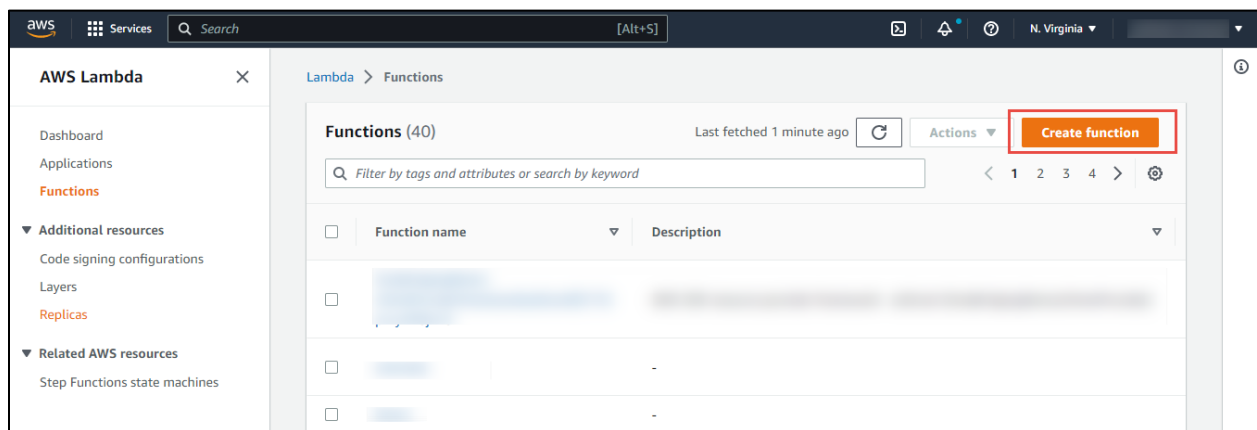 aws Services Search [Alt+S] N. Virginia
AWS Lambda
Dashboard
Applications
Functions
Additional resources
Code signing configurations
Layers
Replicas
Related AWS resources
Step Functions state machines
Lambda > Functions
Functions (40) Last fetched 1 minute ago Actions Create function
Filter by tags and attributes or search by keyword < 1 2 3 4 >
Function name Description
-
-